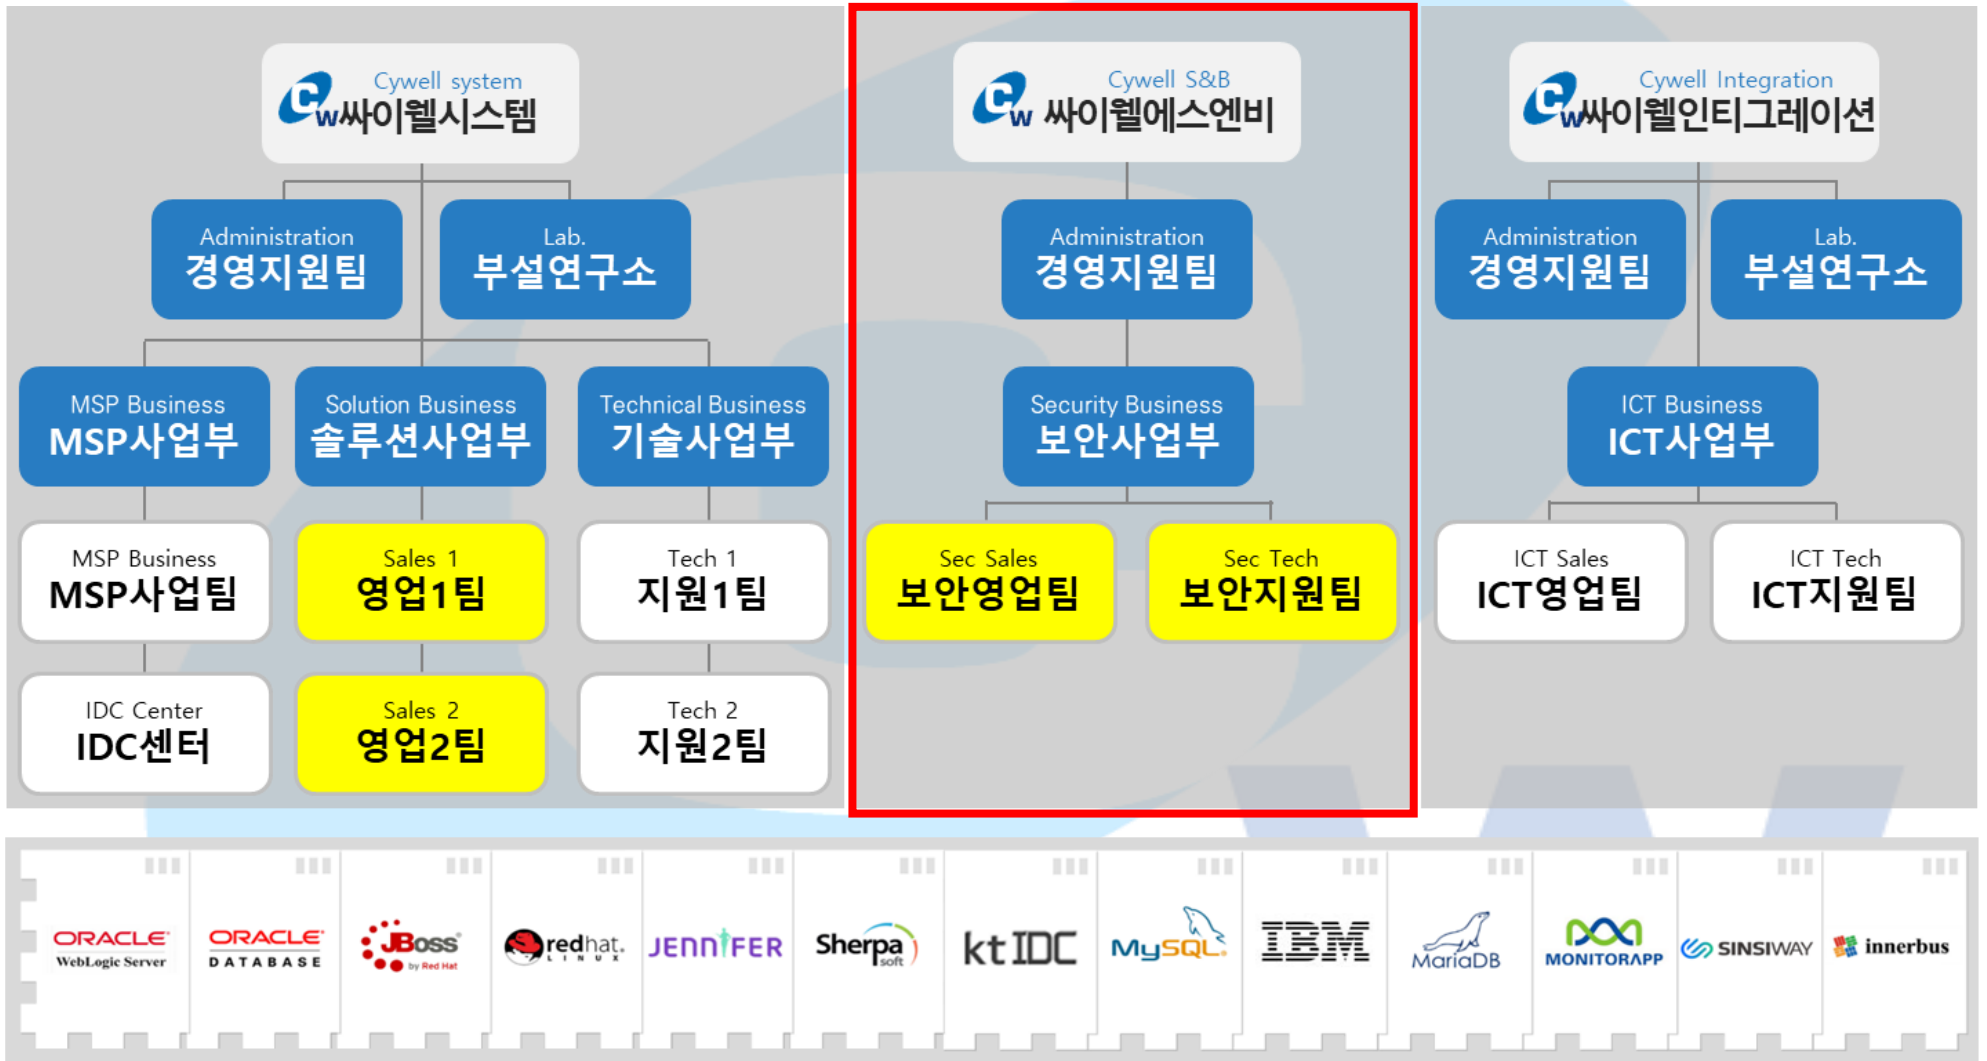 Cywell system
CW 싸이웰시스템
Administration
경영지원팀
Lab.
부설연구소
MSP Business
MSP사업부
Solution Business
솔루션사업부
Technical Business
기술사업부
MSP Business
MSP사업팀
Sales 1
영업1팀
Tech 1
지원1팀
IDC Center
IDC센터
Sales 2
영업2팀
Tech 2
지원2팀
Cywell S&B
CW 싸이웰에스엔비
Administration
경영지원팀
Security Business
보안사업부
Sec Sales
보안영업팀
Sec Tech
보안지원팀
Cywell Integration
CW 싸이웰인티그레이션
Administration
경영지원팀
Lab.
부설연구소
ICT Business
ICT사업부
ICT Sales
ICT영업팀
ICT Tech
ICT지원팀
ORACLE
WebLogic Server
ORACLE
DATABASE
JBoss
by Red Hat
redhat.
LINUX
JENNIFER
Sherpa
soft
kt IDC
MySQL
IBM
MariaDB
MONITORAPP
SINSIWAY
innerbus